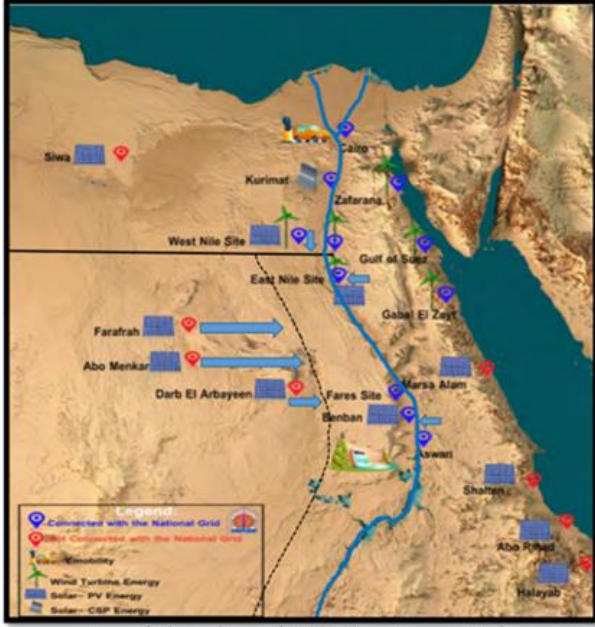 Cairo
Siwa
Kurimat
Zafarana
West Nile Site
Gulf of Suez
East Nile Site
Gabal El Zayt
Farafrah
Abo Menkar
Marsa Alam
Darb El Arbayeen
Fares Site
Benban
Aswan
Shalten
Abo Rmad
Halayab
Legend:
Connected with the National Grid
Not Connected with the National Grid
Emobility
Wind Turbine Energy
Solar - PV Energy
Solar - CSP Energy